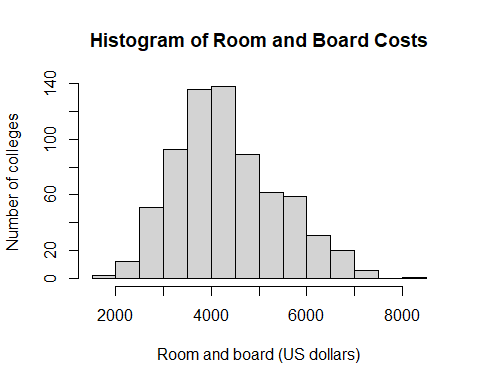 Histogram of Room and Board Costs
Number of colleges
140
100
60
20
0
2000 4000 6000 8000
Room and board (US dollars)